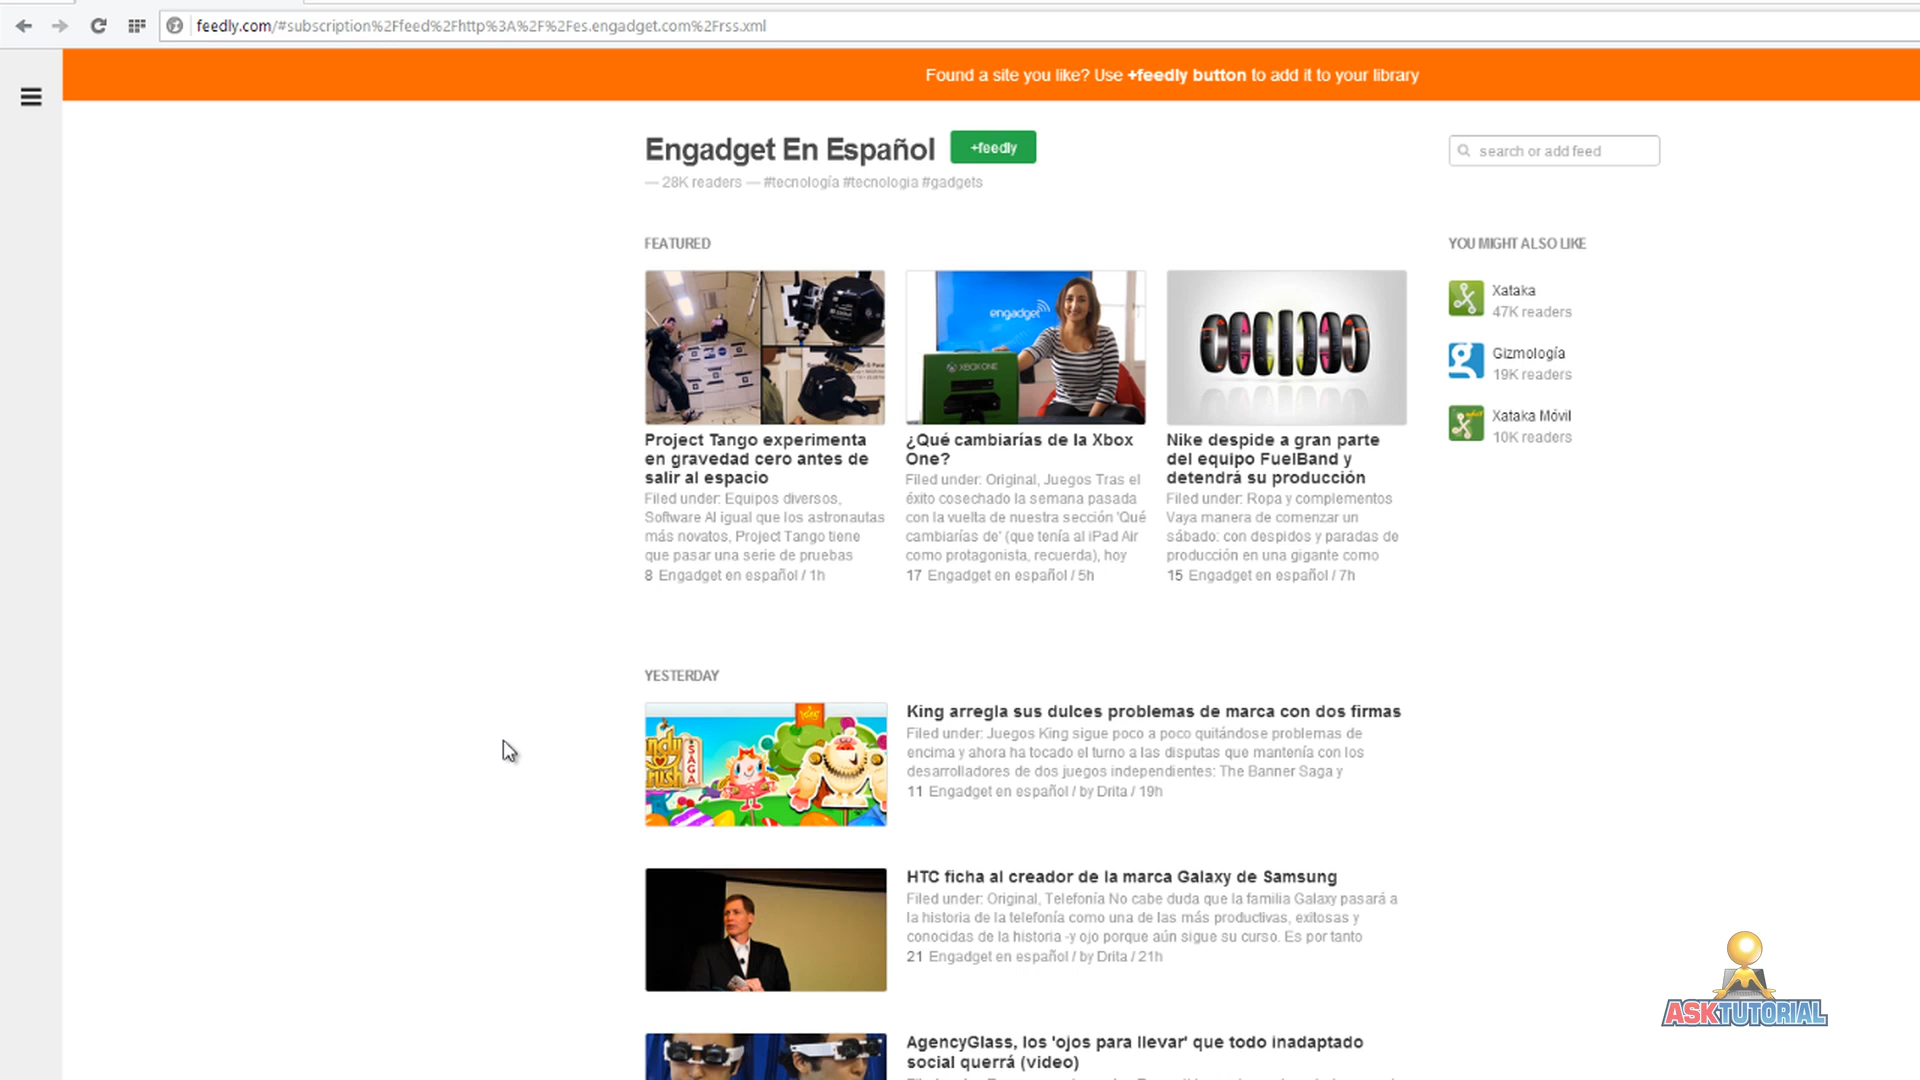 feedly.com/#subscription%2Ffeed%2Fhttp%3A%2F%2Fes.engadget.com%2Frss.xml
Found a site you like? Use +feedly button to add it to your library
Engadget En Español
+feedly
search or add feed
— 28K readers — #tecnología #tecnologia #gadgets
FEATURED
YOU MIGHT ALSO LIKE
engadget
XBOX ONE
Project Tango experimenta
en gravedad cero antes de
salir al espacio
Filed under: Equipos diversos,
Software Al igual que los astronautas
más novatos, Project Tango tiene
que pasar una serie de pruebas
8 Engadget en español / 1h
¿Qué cambiarías de la Xbox
One?
Filed under: Original, Juegos Tras el
éxito cosechado la semana pasada
con la vuelta de nuestra sección 'Qué
cambiarías de' (que tenía al iPad Air
como protagonista, recuerda), hoy
17 Engadget en español / 5h
Nike despide a gran parte
del equipo FuelBand y
detendrá su producción
Filed under: Ropa y complementos
Vaya manera de comenzar un
sábado: con despidos y paradas de
producción en una gigante como
15 Engadget en español / 7h
Xataka
47K readers
Gizmología
19K readers
Xataka Móvil
10K readers
YESTERDAY
King
SAGA
King arregla sus dulces problemas de marca con dos firmas
Filed under: Juegos King sigue poco a poco quitándose problemas de
encima y ahora ha tocado el turno a las disputas que mantenía con los
desarrolladores de dos juegos independientes: The Banner Saga y
11 Engadget en español / by Drita / 19h
HTC ficha al creador de la marca Galaxy de Samsung
Filed under: Original, Telefonía No cabe duda que la familia Galaxy pasará a
la historia de la telefonía como una de las más productivas, exitosas y
conocidas de la historia -y ojo porque aún sigue su curso. Es por tanto
21 Engadget en español / by Drita / 21h
AgencyGlass, los 'ojos para llevar' que todo inadaptado
social querrá (video)
ASKTUTORIAL